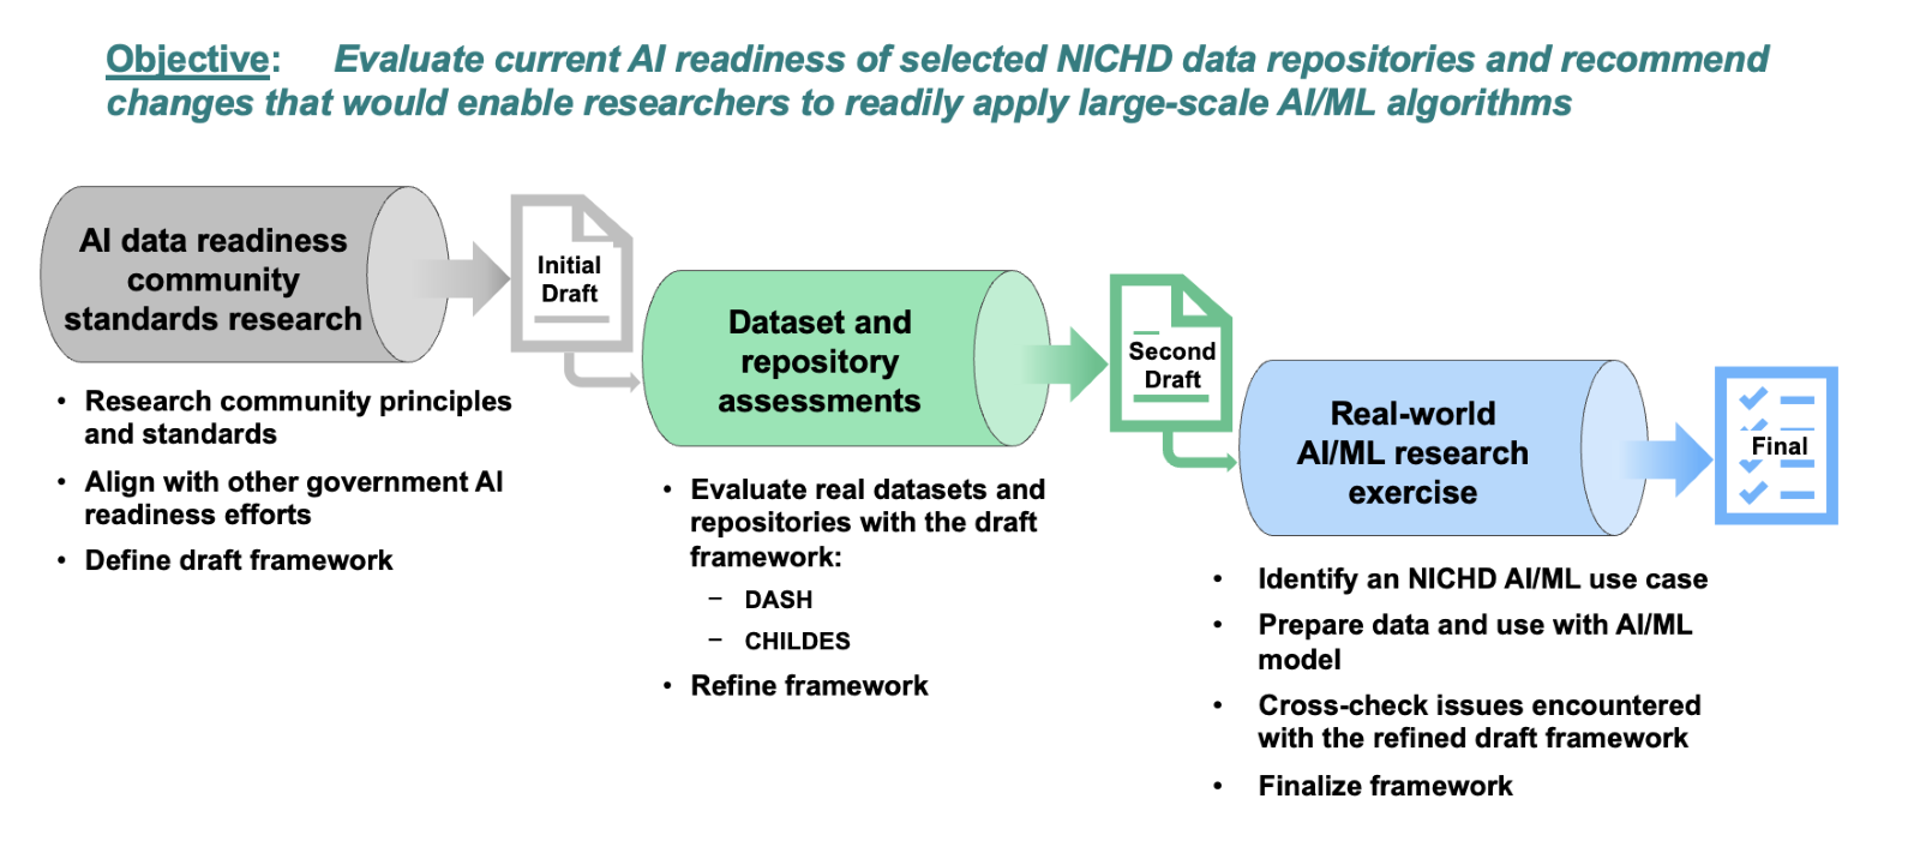 Objective: Evaluate current AI readiness of selected NICHD data repositories and recommend
changes that would enable researchers to readily apply large-scale AI/ML algorithms
AI data readiness
community
standards research
Initial
Draft
• Research community principles
and standards
• Align with other government AI
readiness efforts
• Define draft framework
Dataset and
repository
assessments
Second
Draft
• Evaluate real datasets and
repositories with the draft
framework:
– DASH
– CHILDES
• Refine framework
Real-world
AI/ML research
exercise
Final
• Identify an NICHD AI/ML use case
• Prepare data and use with AI/ML
model
• Cross-check issues encountered
with the refined draft framework
• Finalize framework